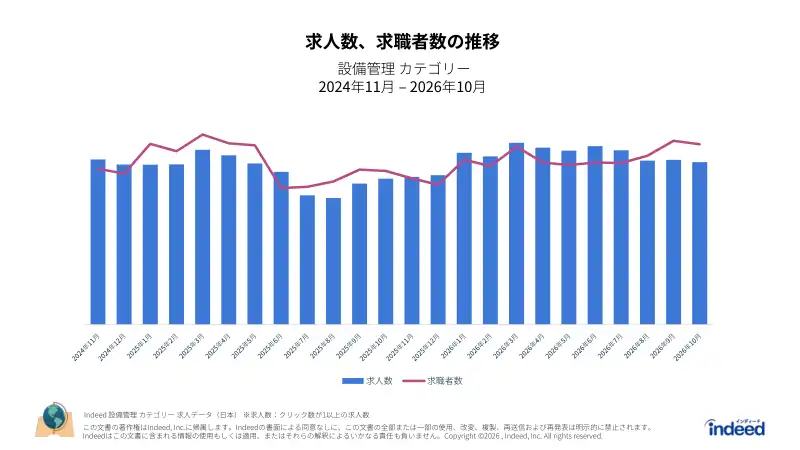 求人数、求職者数の推移
設備管理 カテゴリー
2024年11月 – 2026年10月
2024年11月
2024年12月
2025年1月
2025年2月
2025年3月
2025年4月
2025年5月
2025年6月
2025年7月
2025年8月
2025年9月
2025年10月
2025年11月
2025年12月
2026年1月
2026年2月
2026年3月
2026年4月
2026年5月
2026年6月
2026年7月
2026年8月
2026年9月
2026年10月
求人数 求職者数
Indeed 設備管理 カテゴリー 求人データ（日本） ※求人数：クリック数が1以上の求人数
この文書の著作権はIndeed, Inc.に帰属します。Indeedの書面による同意なしに、この文書の全部または一部の使用、改変、複製、再送信および再発表は明示的に禁止されます。
Indeedはこの文書に含まれる情報の使用もしくは適用、またはそれらの解釈によるいかなる責任も負いません。Copyright ©2026 , Indeed, Inc. All rights reserved.
インディード
indeed